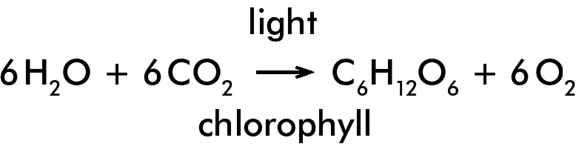 light
6H₂O + 6CO₂ → C₆H₁₂O₆ + 6O₂
chlorophyll